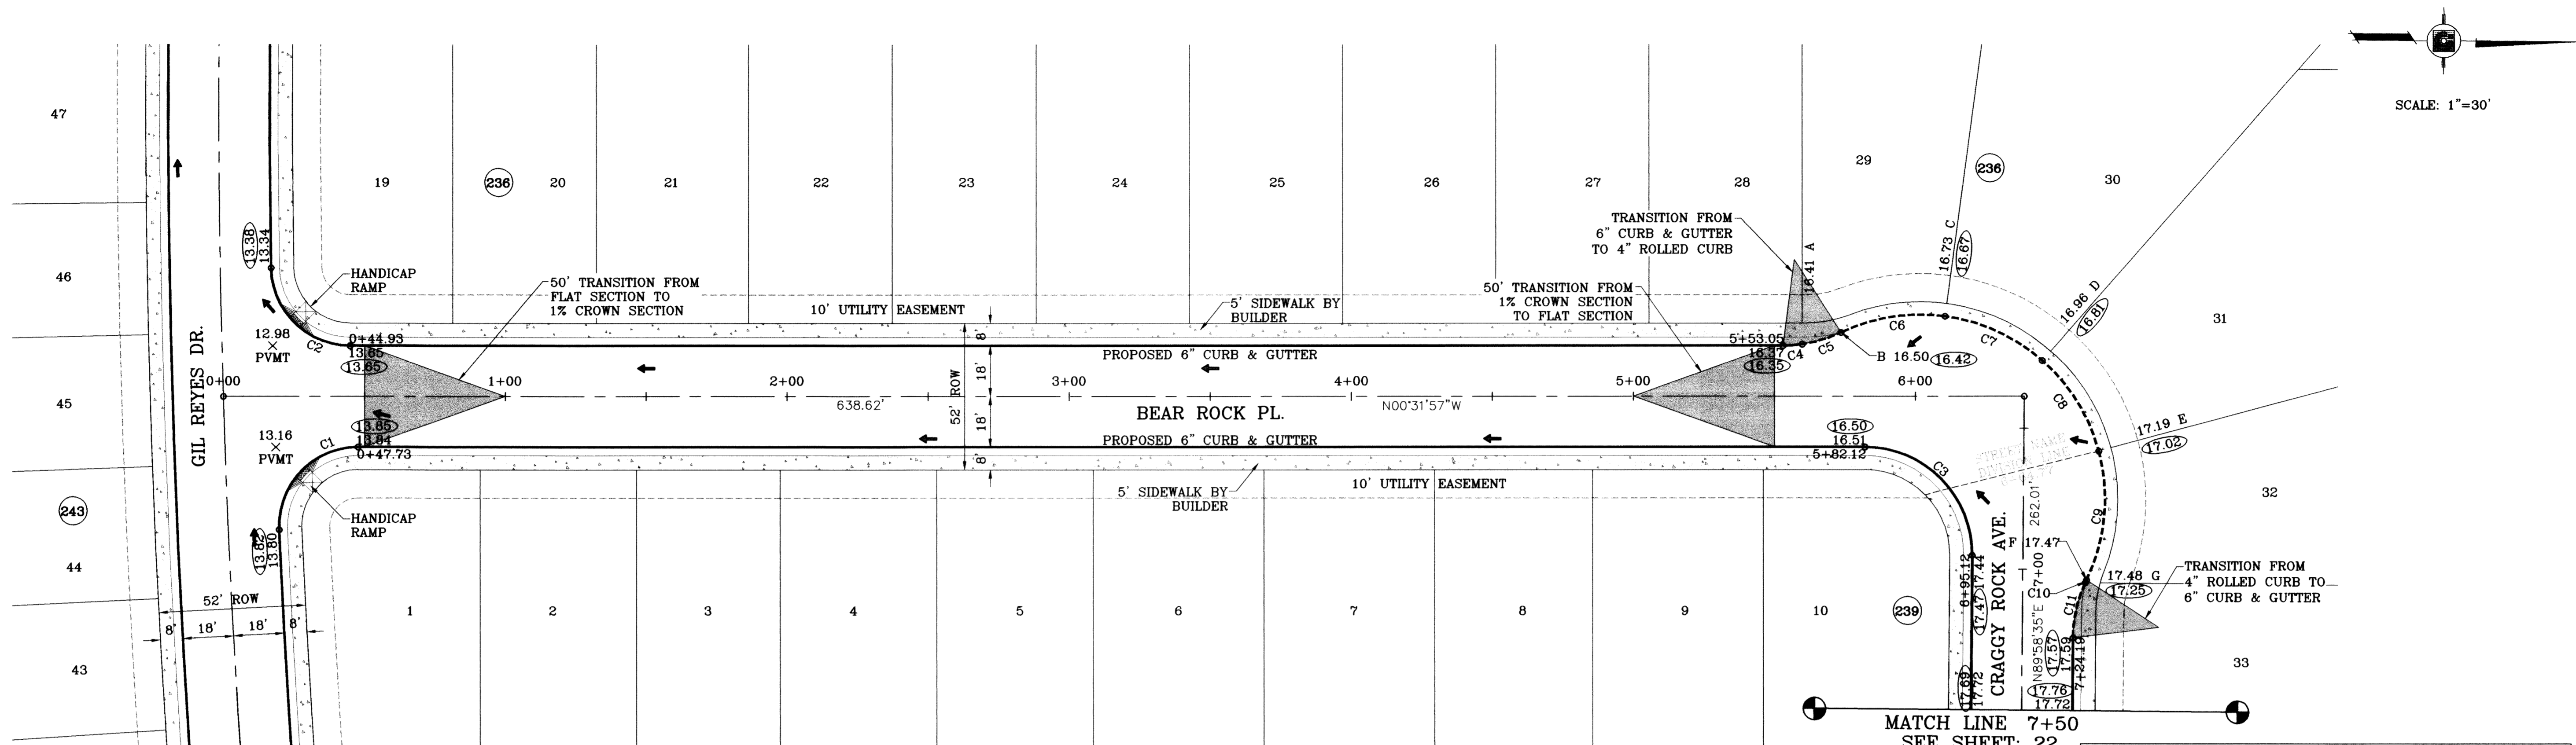 SCALE: 1"=30'
47
46
45
243
44
43
GIL REYES DR.
19
236
20
21
22
23
24
25
26
27
28
29
236
30
31
32
33
13.38
13.34
HANDICAP
RAMP
12.98
PVMT
C2
0+44.93
13.65
13.65
50' TRANSITION FROM
FLAT SECTION TO
1% CROWN SECTION
10' UTILITY EASEMENT
5' SIDEWALK BY
BUILDER
PROPOSED 6" CURB & GUTTER
50' TRANSITION FROM
1% CROWN SECTION
TO FLAT SECTION
TRANSITION FROM
6" CURB & GUTTER
TO 4" ROLLED CURB
16.41 A
5+53.05
16.37
16.35
C4
C5
C6
B 16.50
16.42
16.73 C
16.67
C7
16.96 D
16.81
C8
17.19 E
17.02
C9
0+00
1+00
2+00
3+00
4+00
5+00
6+00
638.62'
52' ROW
8'
18'
18'
8'
BEAR ROCK PL.
N00°31'57"W
PROPOSED 6" CURB & GUTTER
13.16
PVMT
C1
13.85
13.84
0+47.73
13.82
13.80
HANDICAP
RAMP
5' SIDEWALK BY
BUILDER
10' UTILITY EASEMENT
16.50
16.51
5+82.12
C3
STREET NAME
DIVISION LINE
CRAGGY ROCK AVE.
N89°58'35"E
7+00
262.01'
F 17.47
C10
C11
17.48 G
17.25
TRANSITION FROM
4" ROLLED CURB TO
6" CURB & GUTTER
6+95.12
17.44
17.47
17.57
17.59
7+24.19
17.69
17.72
17.76
17.72
52' ROW
8'
18'
18'
8'
1
2
3
4
5
6
7
8
9
10
239
MATCH LINE 7+50
SEE SHEET: 22